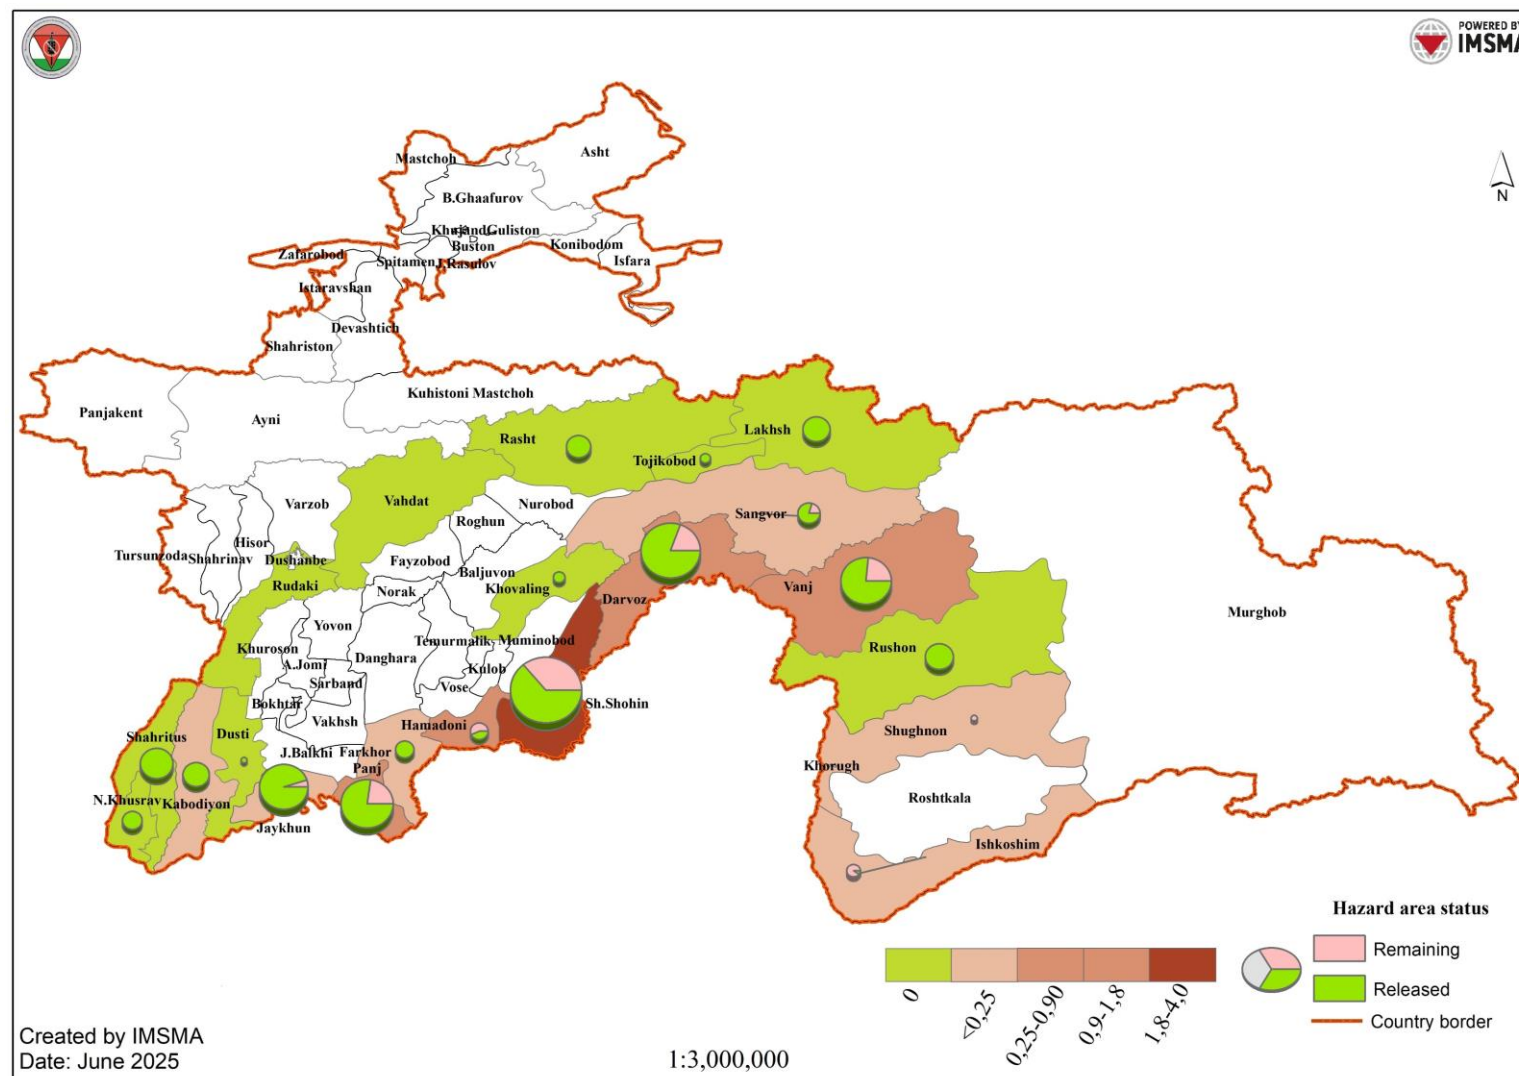 POWERED BY
IMSMA
Asht
Mastchoh
B.Ghaafurov
Khujand
Guliston
Buston
Konibodom
Zafarobod
Spitamen
J.Rasulov
Isfara
Istaravshan
Devashtich
Shahriston
Kuhistoni Mastchoh
Panjakent
Ayni
Lakhsh
Rasht
Tojikobod
Vahdat
Varzob
Nurobod
Sangvor
Roghun
Hisor
Tursunzoda
Shahrinav
Dushanbe
Fayzobod
Baljuvon
Rudaki
Khovaling
Norak
Darvoz
Vanj
Murghob
Yovon
Temurmalik
Muminobod
Khuroson
Rushon
A.Jomi
Danghara
Kulob
Sarband
Vose
Sh.Shohin
Bokhtar
Vakhsh
Hamadoni
Shughnon
Shahritus
Dusti
J.Balkhi
Farkhor
Khorugh
Panj
N.Khusrav
Kabodiyon
Roshtkala
Jaykhun
Ishkoshim
N
Hazard area status
Remaining
Released
Country border
0
<0,25
0,25-0,90
0,9-1,8
1,8-4,0
Created by IMSMA
Date: June 2025
1:3,000,000